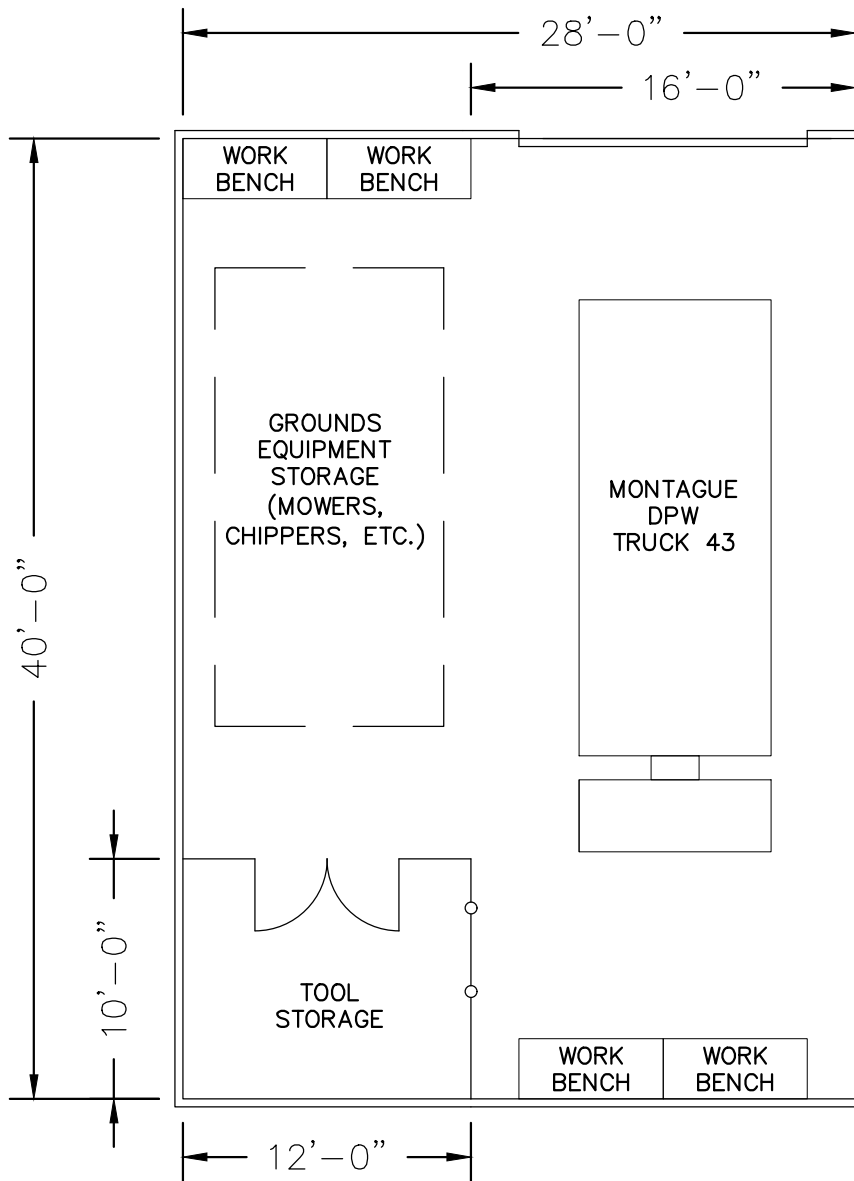 28'-0"
16'-0"
WORK
BENCH
WORK
BENCH
GROUNDS
EQUIPMENT
STORAGE
(MOWERS,
CHIPPERS, ETC.)
MONTAGUE
DPW
TRUCK 43
40'-0"
10'-0"
TOOL
STORAGE
WORK
BENCH
WORK
BENCH
12'-0"